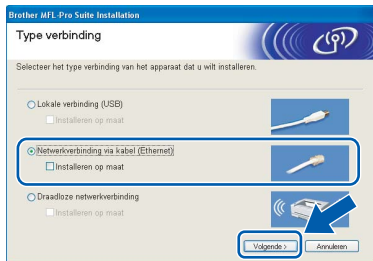 Brother MFL-Pro Suite Installation
Type verbinding
Selecteer het type verbinding van het apparaat dat u wilt installeren.
Lokale verbinding (USB)
Installeren op maat
Netwerkverbinding via kabel (Ethernet)
Installeren op maat
Draadloze netwerkverbinding
Installeren op maat
Volgende > Annuleren